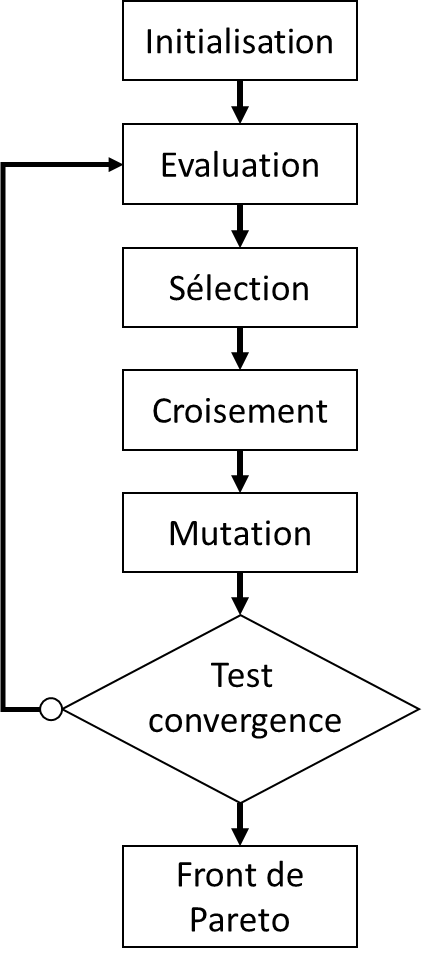 Initialisation
Evaluation
Sélection
Croisement
Mutation
Test
convergence
Front de
Pareto